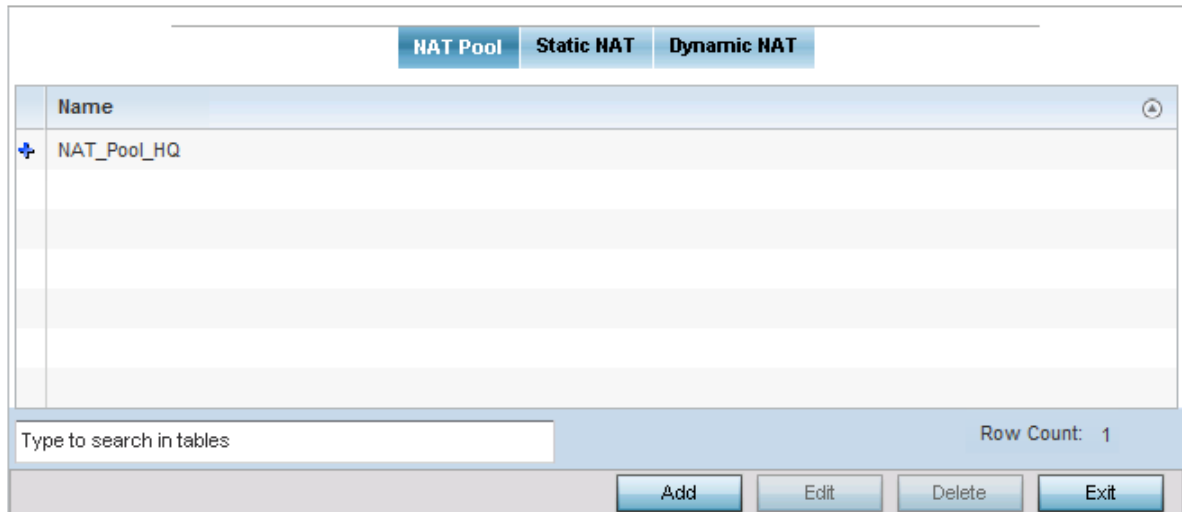 NAT Pool Static NAT Dynamic NAT
Name
NAT_Pool_HQ
Type to search in tables Row Count: 1
Add Edit Delete Exit